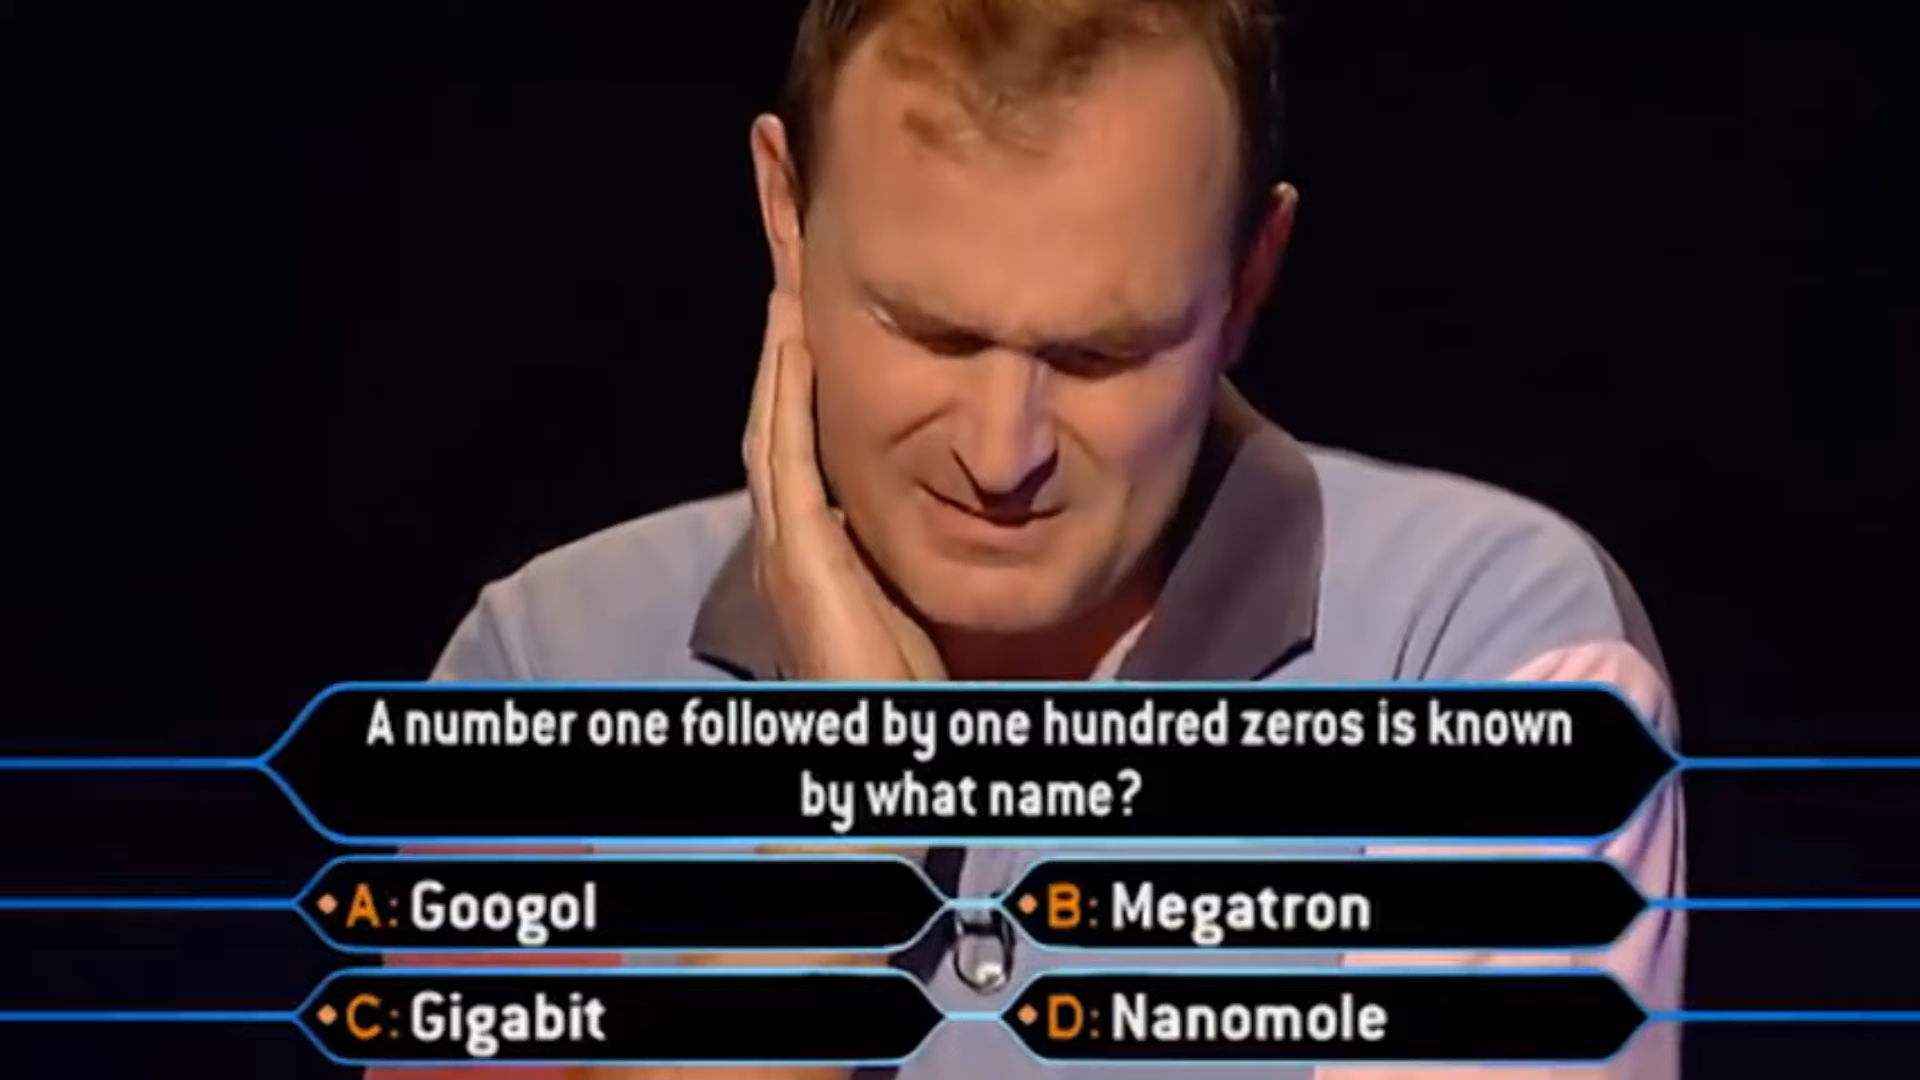 A number one followed by one hundred zeros is known
by what name?
A: Googol
B: Megatron
C: Gigabit
D: Nanomole